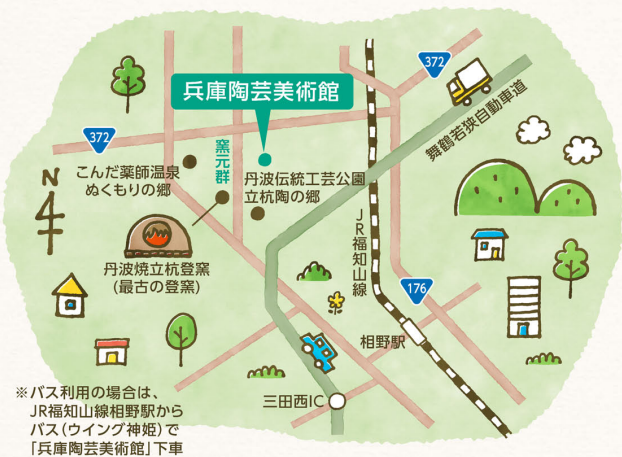 372
兵庫陶芸美術館
372
舞鶴若狭自動車道
窯元群
こんだ薬師温泉
ぬくもりの郷
丹波伝統工芸公園
立杭陶の郷
N
JR福知山線
丹波焼立杭登窯
(最古の登窯)
176
相野駅
三田西IC
※バス利用の場合は、
JR福知山線相野駅から
バス(ウイング神姫)で
「兵庫陶芸美術館」下車